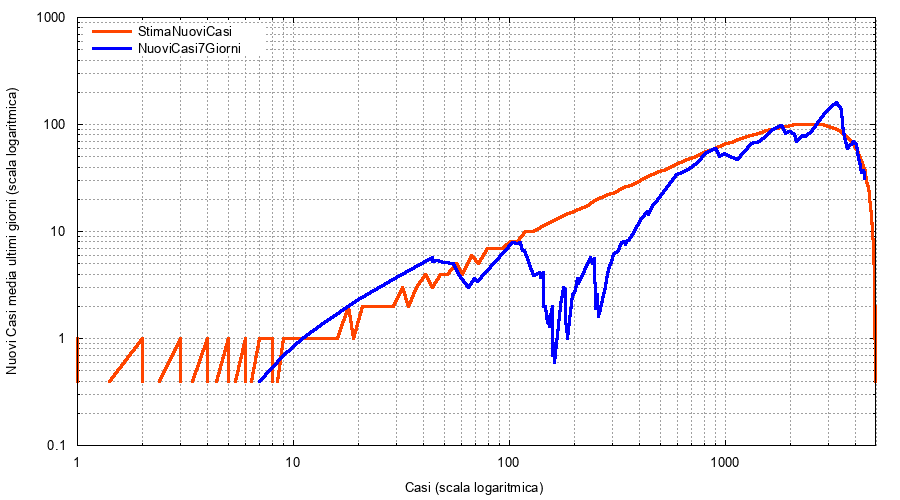 1000
100
10
1
0.1
1
10
100
1000
StimaNuoviCasi
NuoviCasi7Giorni
Nuovi Casi media ultimi giorni (scala logaritmica)
Casi (scala logaritmica)